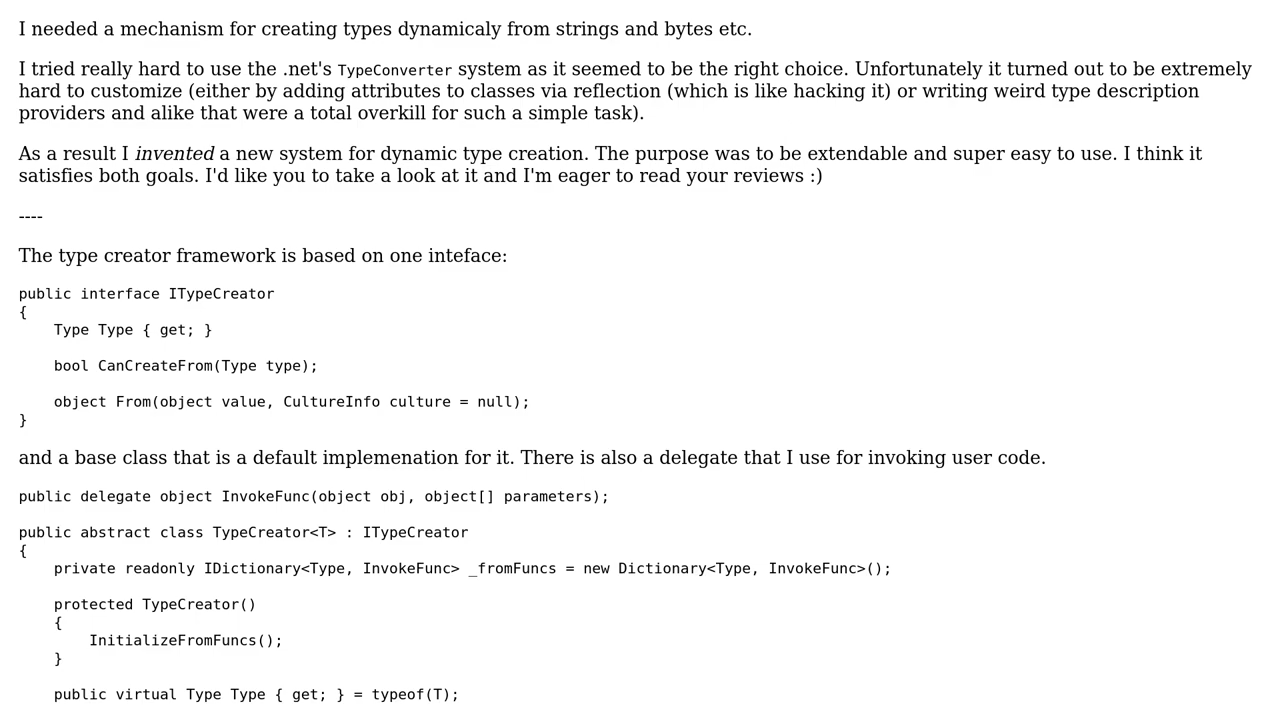 I needed a mechanism for creating types dynamicaly from strings and bytes etc.
I tried really hard to use the .net's TypeConverter system as it seemed to be the right choice. Unfortunately it turned out to be extremely
hard to customize (either by adding attributes to classes via reflection (which is like hacking it) or writing weird type description
providers and alike that were a total overkill for such a simple task).
As a result I invented a new system for dynamic type creation. The purpose was to be extendable and super easy to use. I think it
satisfies both goals. I'd like you to take a look at it and I'm eager to read your reviews :)
----
The type creator framework is based on one inteface:
public interface ITypeCreator
{
    Type Type { get; }
    bool CanCreateFrom(Type type);
    object From(object value, CultureInfo culture = null);
}
and a base class that is a default implemenation for it. There is also a delegate that I use for invoking user code.
public delegate object InvokeFunc(object obj, object[] parameters);
public abstract class TypeCreator<T> : ITypeCreator
{
    private readonly IDictionary<Type, InvokeFunc> _fromFuncs = new Dictionary<Type, InvokeFunc>();
    protected TypeCreator()
    {
        InitializeFromFuncs();
    }
    public virtual Type Type { get; } = typeof(T);